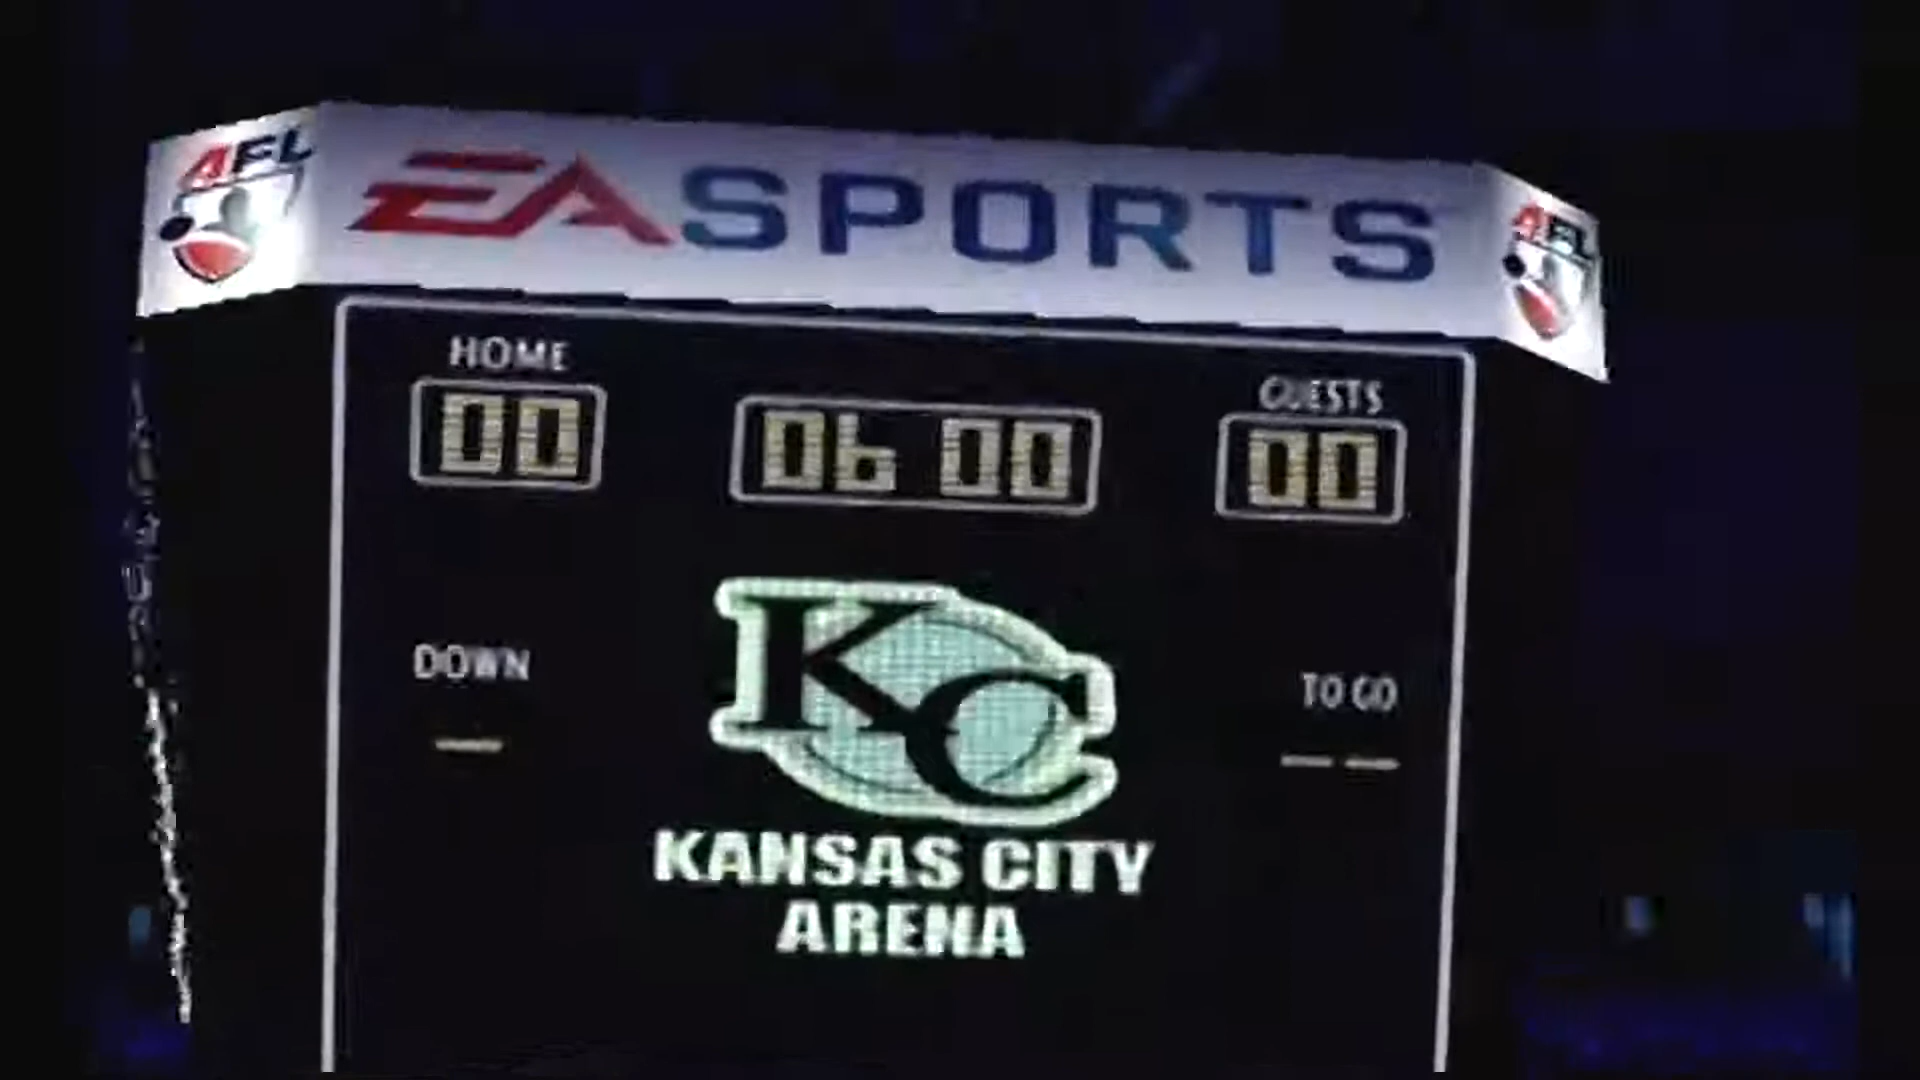 AFL
EA SPORTS
AFL
HOME
00
06 00
GUESTS
00
DOWN
TO GO
KC
KANSAS CITY
ARENA